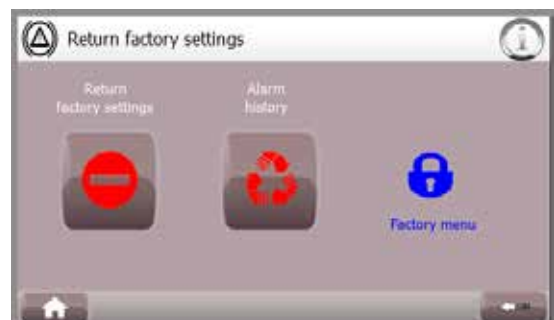 Return factory settings
Return
factory settings
Alarm
history
Factory menu